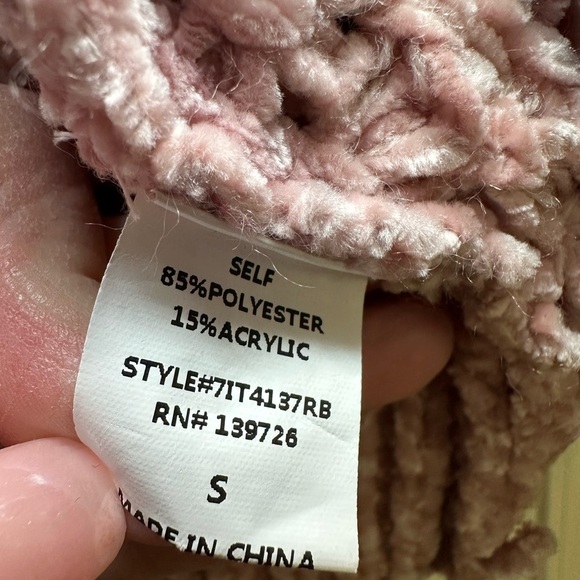 SELF
85%POLYESTER
15%ACRYLIC
STYLE#7IT4137RB
RN# 139726
S
MADE IN CHINA